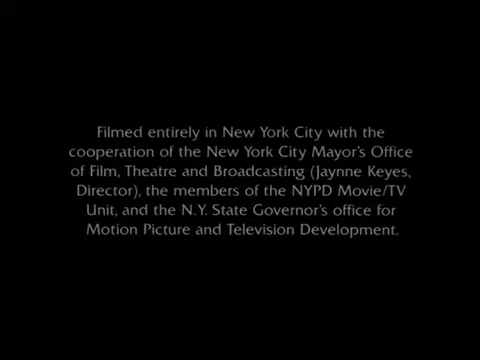 Filmed entirely in New York City with the
cooperation of the New York City Mayor's Office
of Film, Theatre and Broadcasting (Jaynne Keyes,
Director), the members of the NYPD Movie/TV
Unit, and the N.Y. State Governor's office for
Motion Picture and Television Development.